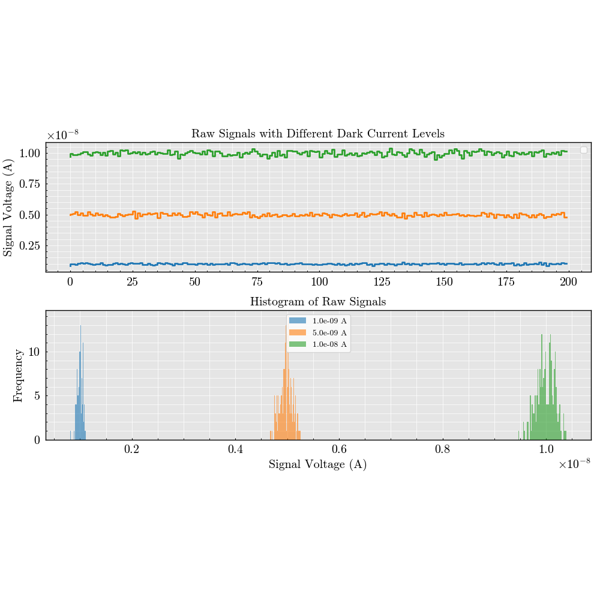 Raw Signals with Different Dark Current Levels
×10⁻⁸
Signal Voltage (A)
1.00
0.75
0.50
0.25
0 25 50 75 100 125 150 175 200
Histogram of Raw Signals
1.0e-09 A
5.0e-09 A
1.0e-08 A
Frequency
10
5
0
0.2 0.4 0.6 0.8 1.0
Signal Voltage (A)
×10⁻⁸